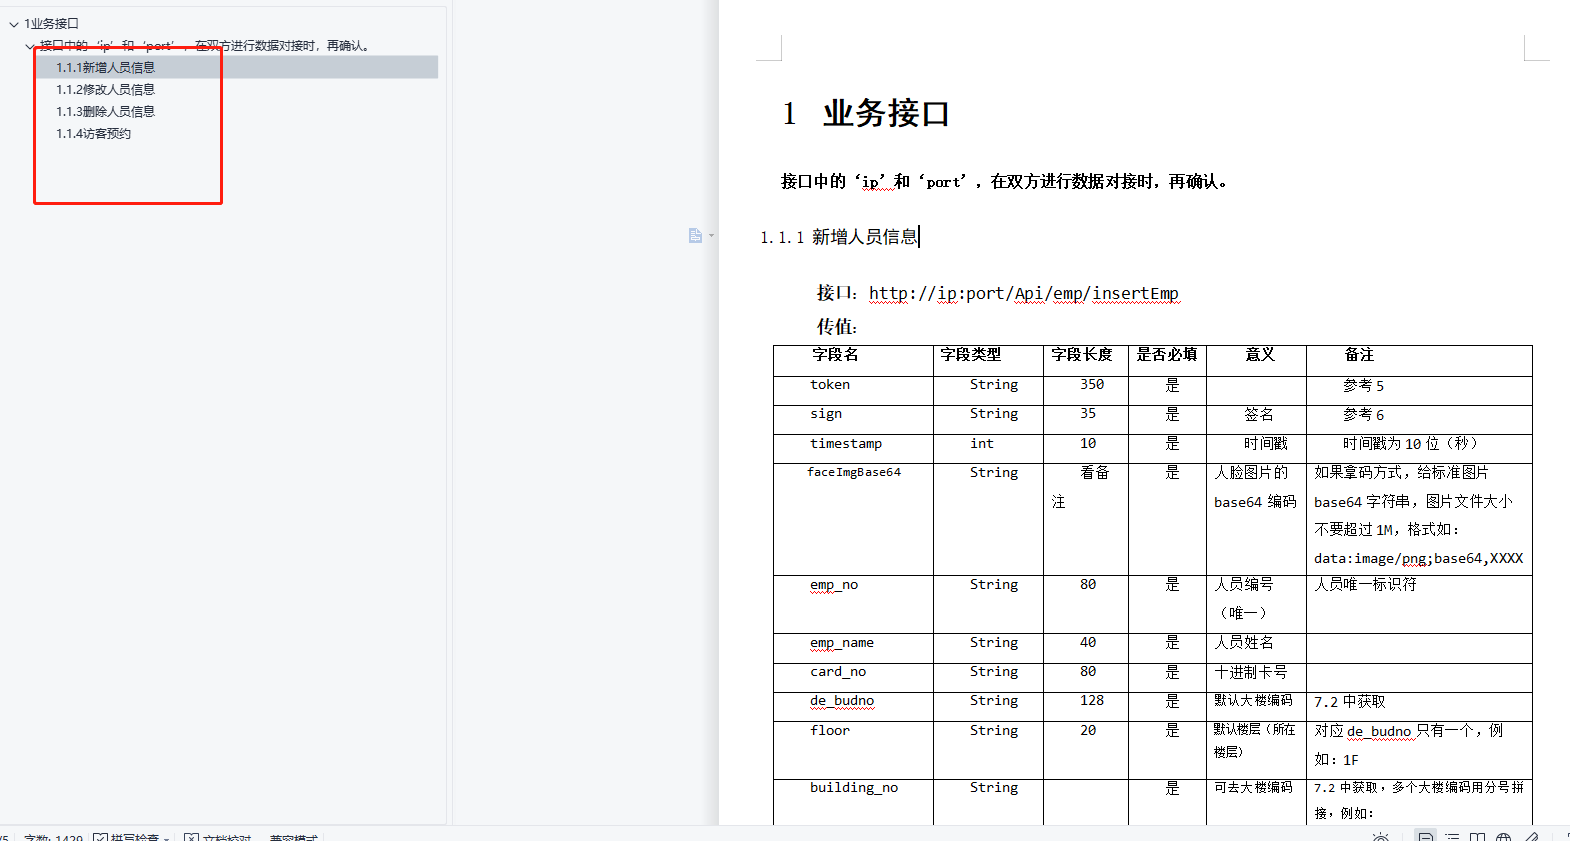 1业务接口
接口中的‘ip’和‘port’，在双方进行数据对接时，再确认。
1.1.1新增人员信息
1.1.2修改人员信息
1.1.3删除人员信息
1.1.4访客预约
1 业务接口
接口中的‘ip’和‘port’，在双方进行数据对接时，再确认。
1.1.1 新增人员信息
接口：http://ip:port/Api/emp/insertEmp
传值：
字段名 字段类型 字段长度 是否必填 意义 备注
token String 350 是 参考 5
sign String 35 是 签名 参考 6
timestamp int 10 是 时间戳 时间戳为 10 位（秒）
faceImgBase64 String 看备 是 人脸图片的 如果拿码方式，给标准图片
注 base64 编码 base64 字符串，图片文件大小
不要超过 1M，格式如：
data:image/png;base64,XXXX
emp_no String 80 是 人员编号 人员唯一标识符
（唯一）
emp_name String 40 是 人员姓名
card_no String 80 是 十进制卡号
de_budno String 128 是 默认大楼编码 7.2 中获取
floor String 20 是 默认楼层（所在 对应 de_budno 只有一个，例
楼层） 如：1F
building_no String 是 可去大楼编码 7.2 中获取，多个大楼编码用分号拼
接，例如：
/5 字数: 1429 拼写检查 文档校对 兼容模式